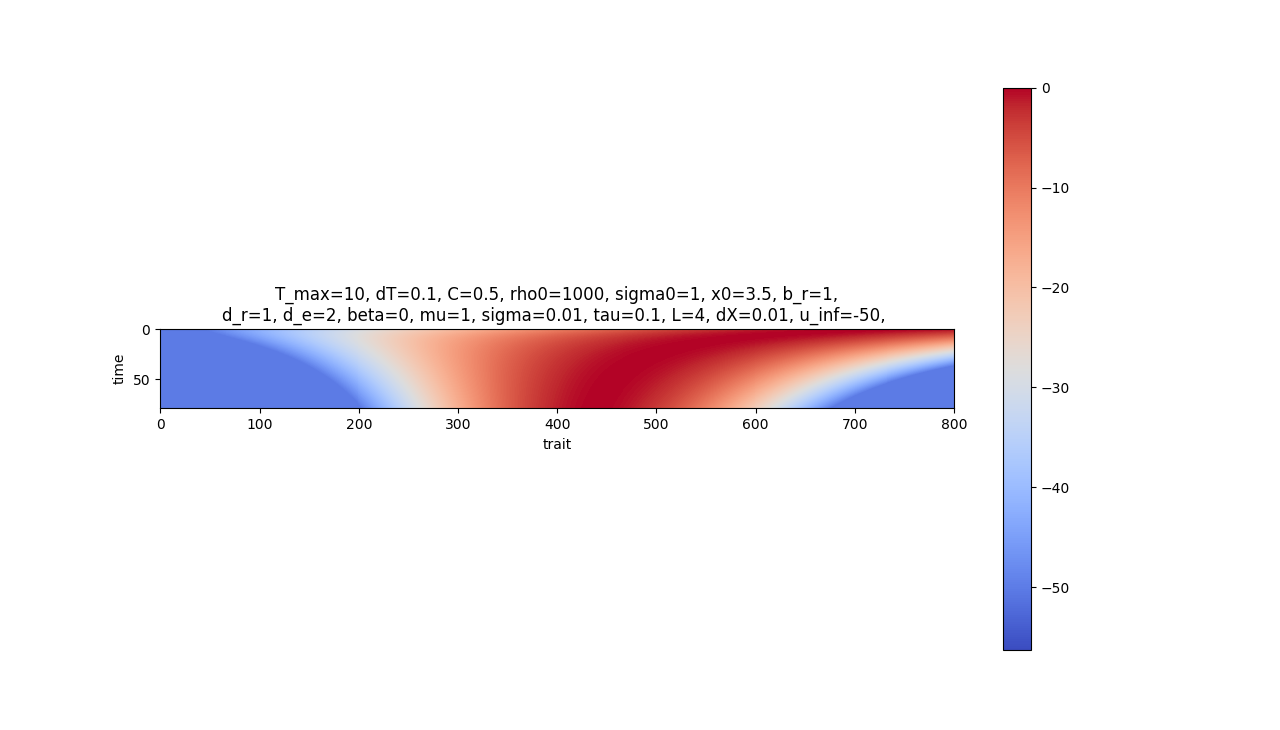 T_max=10, dT=0.1, C=0.5, rho0=1000, sigma0=1, x0=3.5, b_r=1,
d_r=1, d_e=2, beta=0, mu=1, sigma=0.01, tau=0.1, L=4, dX=0.01, u_inf=-50,
0
50
time
0 100 200 300 400 500 600 700 800
trait
0
−10
−20
−30
−40
−50